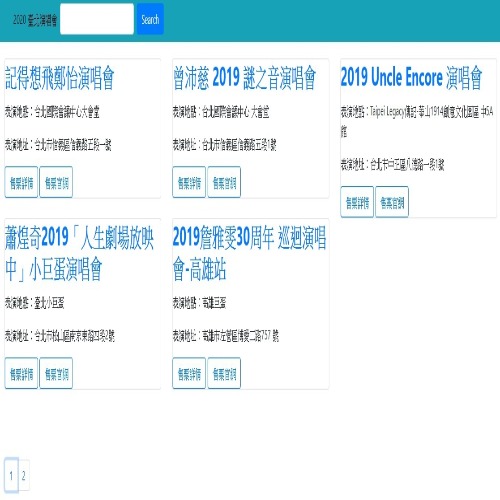 2020 臺北演唱會 Search
記得想飛鄭怡演唱會
表演地點：台北國際會議中心大會堂
表演地址：台北市信義區信義路五段一號
售票詳情 售票官網
曾沛慈 2019 謎之音演唱會
表演地點：台北國際會議中心 大會堂
表演地址：台北市信義區信義路五段1號
售票詳情 售票官網
2019 Uncle Encore 演唱會
表演地點：Taipei Legacy傳音-華山1914創意文化園區 中5A
館
表演地址：台北市中正區八德路一段1號
售票詳情 售票官網
蕭煌奇2019「人生劇場放映
中」小巨蛋演唱會
表演地點：臺北小巨蛋
表演地址：台北市松山區南京東路四段2號
售票詳情 售票官網
2019詹雅雯30周年 巡迴演唱
會-高雄站
表演地點：高雄巨蛋
表演地址：高雄市左營區博愛二路757 號
售票詳情 售票官網
1 2